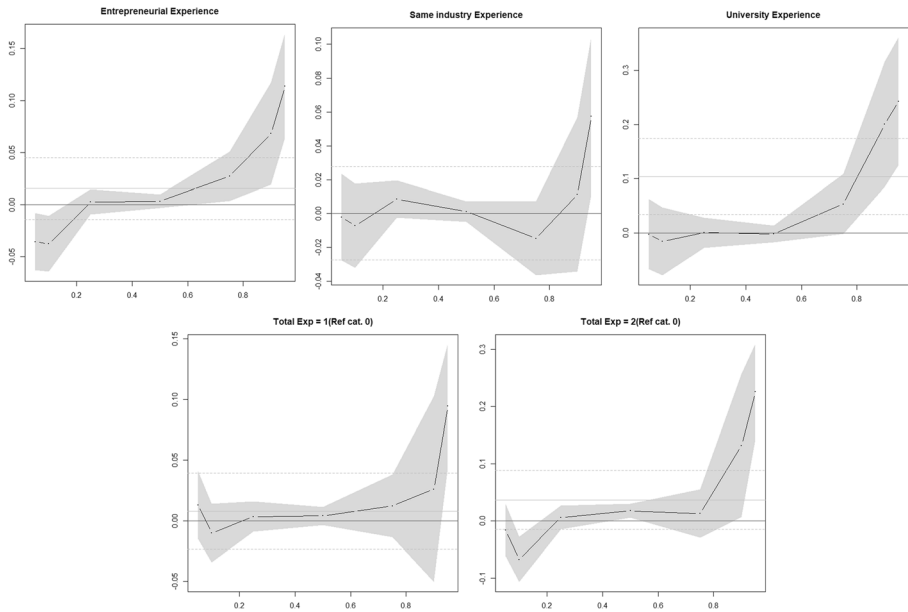 Entrepreneurial Experience
0.15
0.10
0.05
0.00
-0.05
0.2 0.4 0.6 0.8
Same industry Experience
0.10
0.08
0.06
0.04
0.02
0.00
-0.02
-0.04
0.2 0.4 0.6 0.8
University Experience
0.3
0.2
0.1
0.0
0.2 0.4 0.6 0.8
Total Exp = 1(Ref cat. 0)
0.15
0.10
0.05
0.00
-0.05
0.2 0.4 0.6 0.8
Total Exp = 2(Ref cat. 0)
0.3
0.2
0.1
0.0
-0.1
0.2 0.4 0.6 0.8